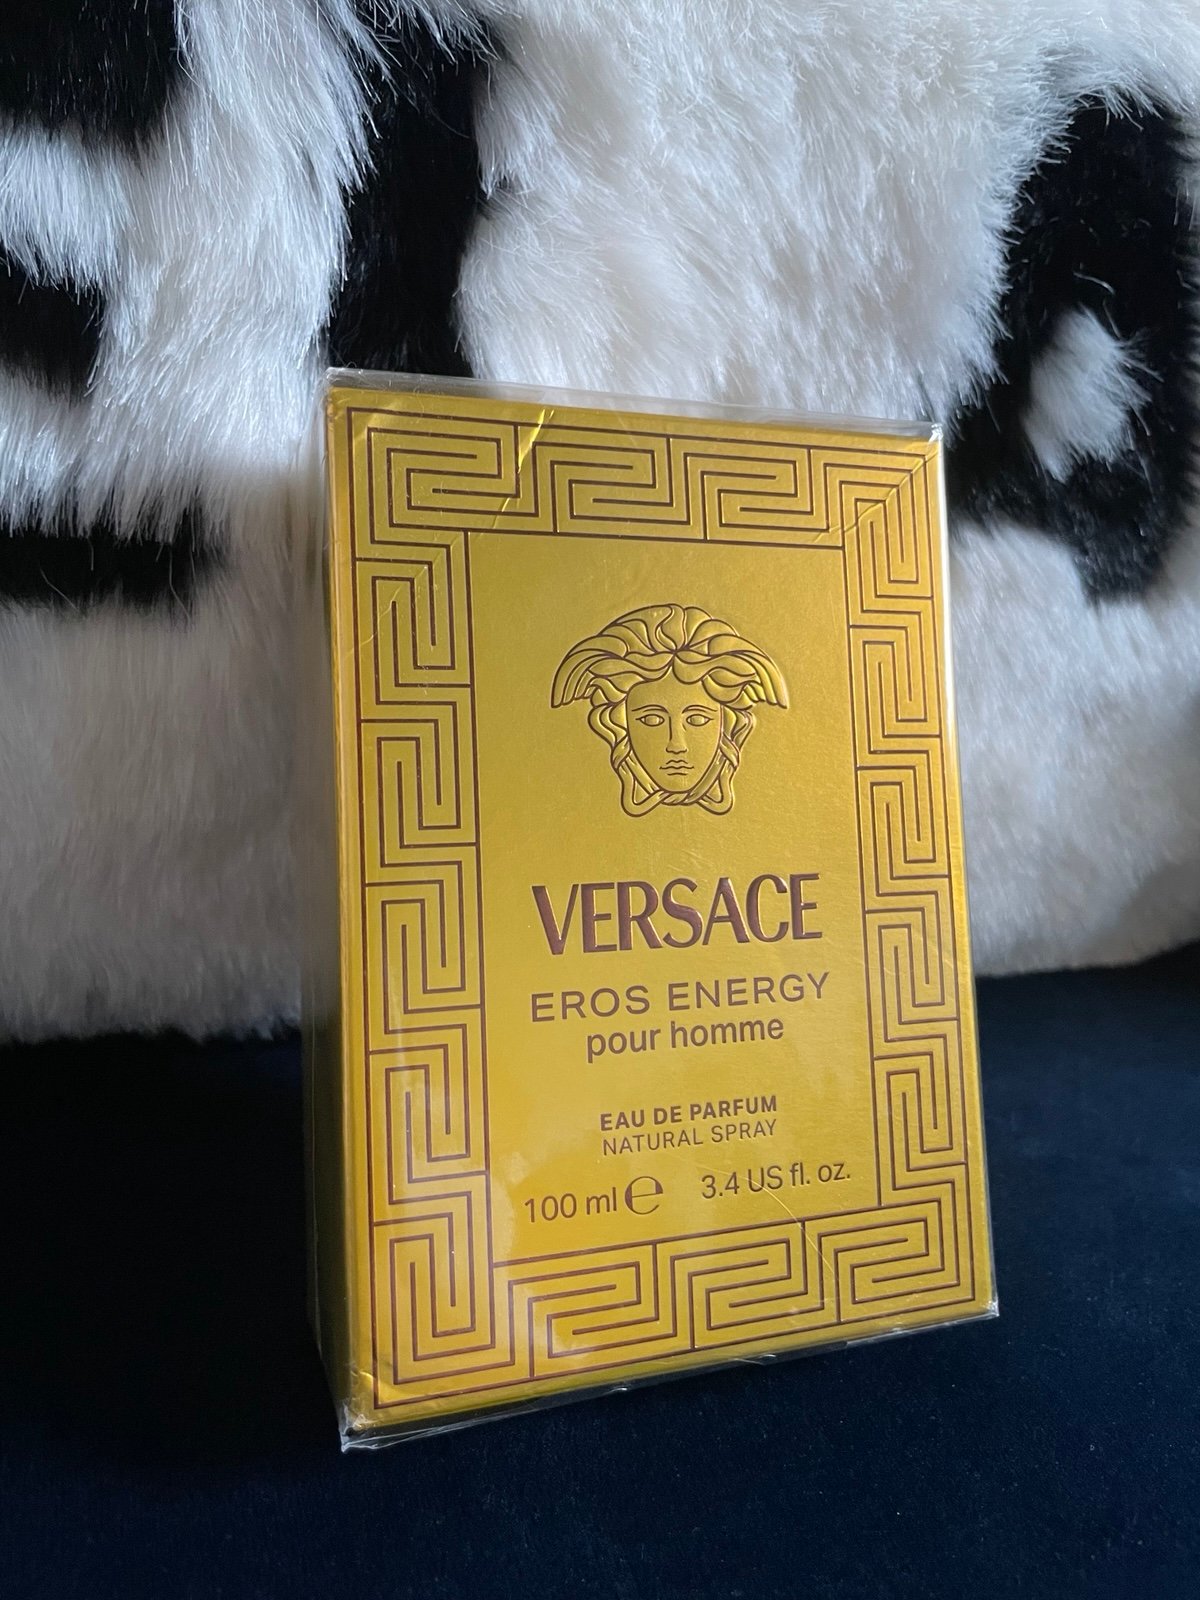 VERSACE
EROS ENERGY
pour homme
EAU DE PARFUM
NATURAL SPRAY
100 ml ℮ 3.4 US fl. oz.